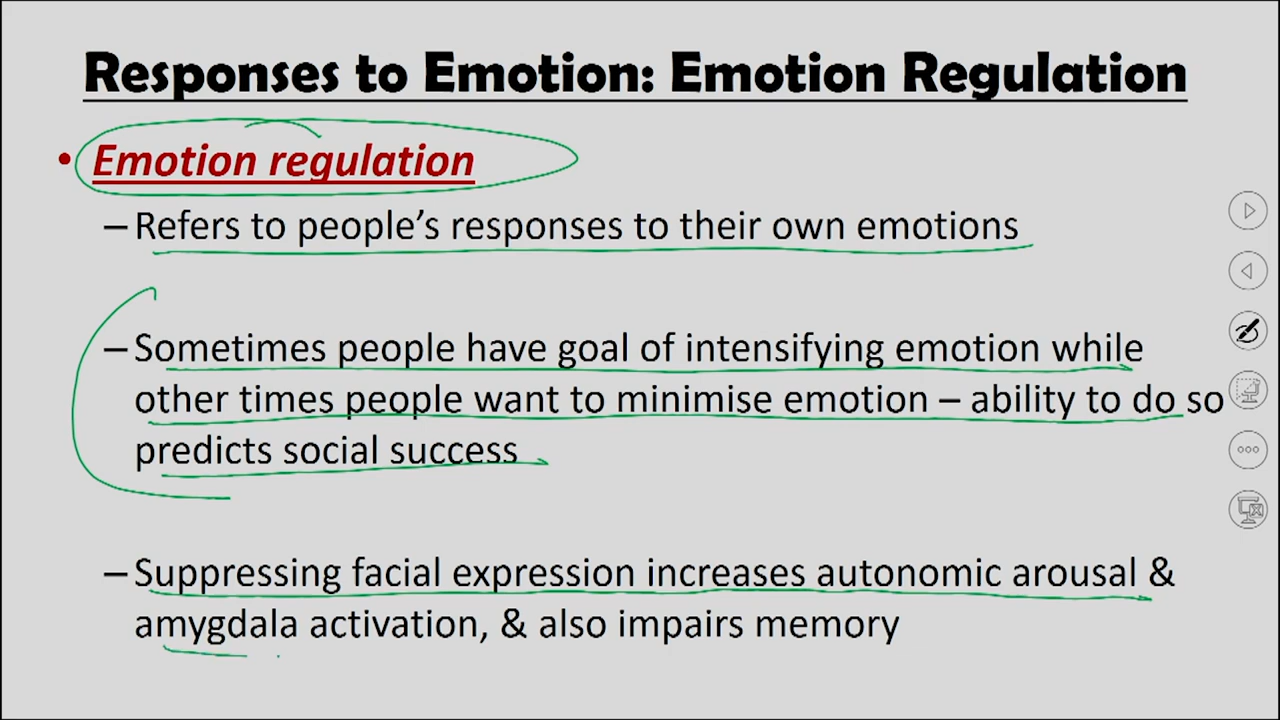 Responses to Emotion: Emotion Regulation
• Emotion regulation
– Refers to people’s responses to their own emotions
– Sometimes people have goal of intensifying emotion while
other times people want to minimise emotion – ability to do so
predicts social success
– Suppressing facial expression increases autonomic arousal &
amygdala activation, & also impairs memory